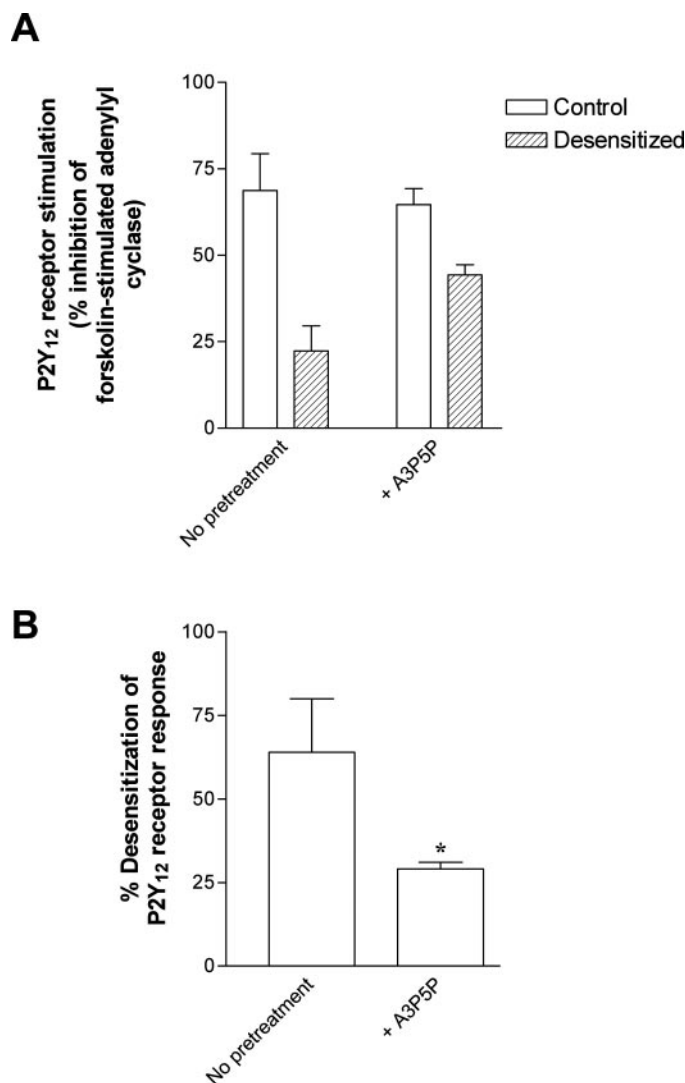 A
P2Y12 receptor stimulation
(% inhibition of
forskolin-stimulated adenylyl
cyclase)
100
75
50
25
0
Control
Desensitized
No pretreatment
+ A3P5P
B
% Desensitization of
P2Y12 receptor response
100
75
50
25
0
*
No pretreatment
+ A3P5P